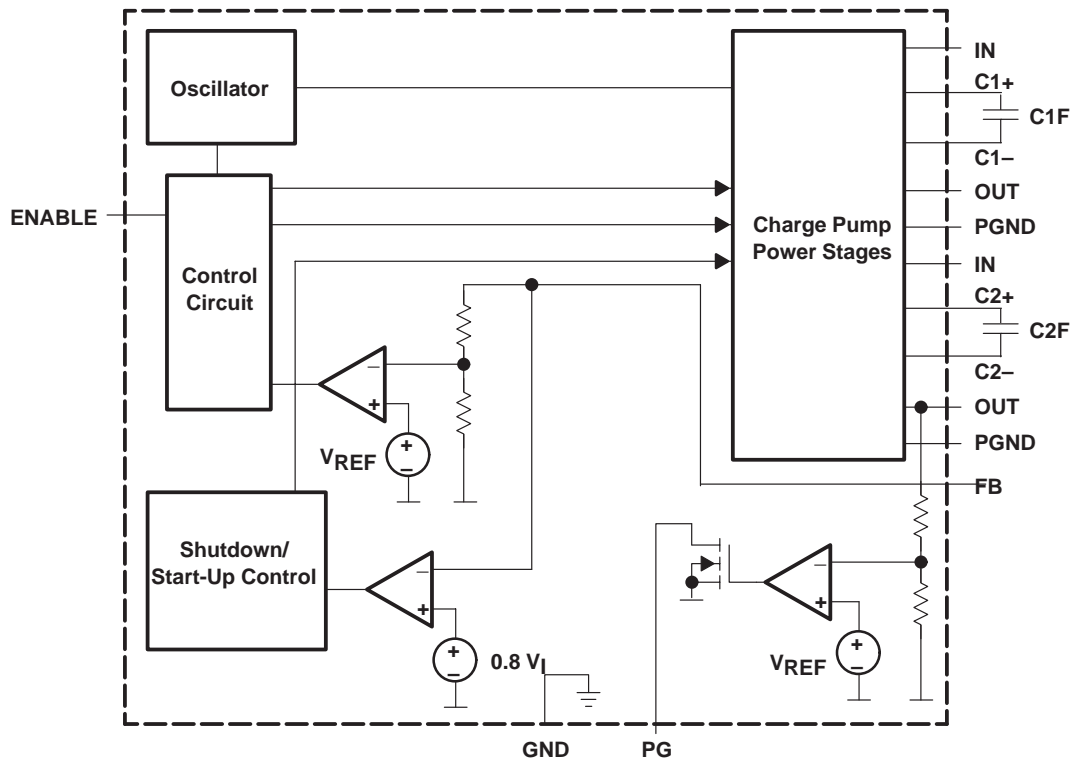 Oscillator
IN
C1+
C1F
C1–
OUT
ENABLE
PGND
Charge Pump
Power Stages
IN
Control
Circuit
C2+
C2F
C2–
–
+
OUT
+
–
VREF
PGND
FB
Shutdown/
Start-Up Control
–
+
–
+
+
–
0.8 VI
+
–
VREF
GND
PG